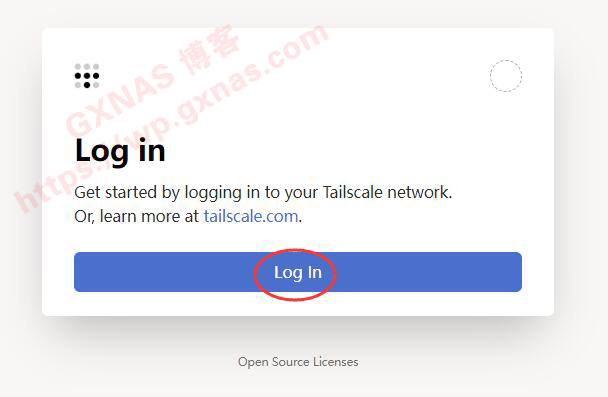 GXNAS 博客
https://wp.gxnas.com
Log in
Get started by logging in to your Tailscale network.
Or, learn more at tailscale.com.
Log In
Open Source Licenses